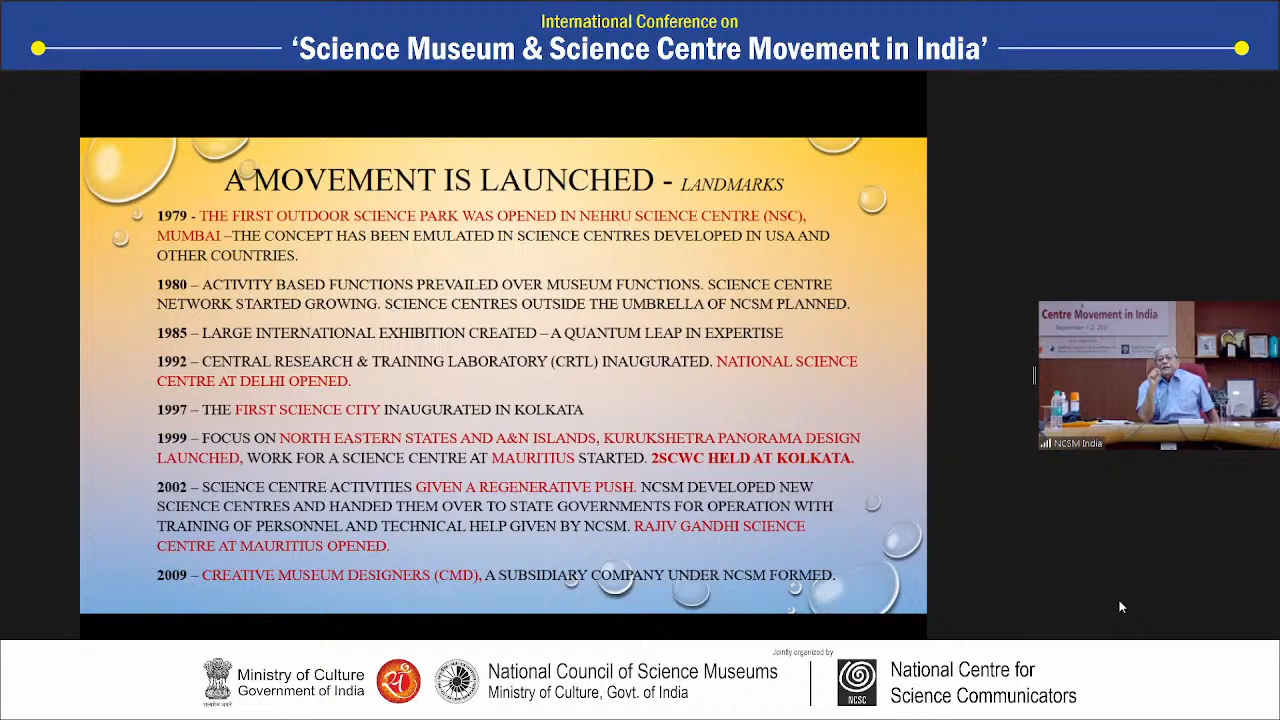 International Conference on
‘Science Museum & Science Centre Movement in India’
A MOVEMENT IS LAUNCHED - LANDMARKS
1979 - THE FIRST OUTDOOR SCIENCE PARK WAS OPENED IN NEHRU SCIENCE CENTRE (NSC),
MUMBAI –THE CONCEPT HAS BEEN EMULATED IN SCIENCE CENTRES DEVELOPED IN USA AND
OTHER COUNTRIES.
1980 – ACTIVITY BASED FUNCTIONS PREVAILED OVER MUSEUM FUNCTIONS. SCIENCE CENTRE
NETWORK STARTED GROWING. SCIENCE CENTRES OUTSIDE THE UMBRELLA OF NCSM PLANNED.
1985 – LARGE INTERNATIONAL EXHIBITION CREATED – A QUANTUM LEAP IN EXPERTISE
1992 – CENTRAL RESEARCH & TRAINING LABORATORY (CRTL) INAUGURATED. NATIONAL SCIENCE
CENTRE AT DELHI OPENED.
1997 – THE FIRST SCIENCE CITY INAUGURATED IN KOLKATA
1999 – FOCUS ON NORTH EASTERN STATES AND A&N ISLANDS, KURUKSHETRA PANORAMA DESIGN
LAUNCHED, WORK FOR A SCIENCE CENTRE AT MAURITIUS STARTED. 2SCWC HELD AT KOLKATA.
2002 – SCIENCE CENTRE ACTIVITIES GIVEN A REGENERATIVE PUSH. NCSM DEVELOPED NEW
SCIENCE CENTRES AND HANDED THEM OVER TO STATE GOVERNMENTS FOR OPERATION WITH
TRAINING OF PERSONNEL AND TECHNICAL HELP GIVEN BY NCSM. RAJIV GANDHI SCIENCE
CENTRE AT MAURITIUS OPENED.
2009 – CREATIVE MUSEUM DESIGNERS (CMD), A SUBSIDIARY COMPANY UNDER NCSM FORMED.
Centre Movement in India
NCSM India
Jointly organized by
Ministry of Culture
Government of India
National Council of Science Museums
Ministry of Culture, Govt. of India
NCSC
National Centre for
Science Communicators